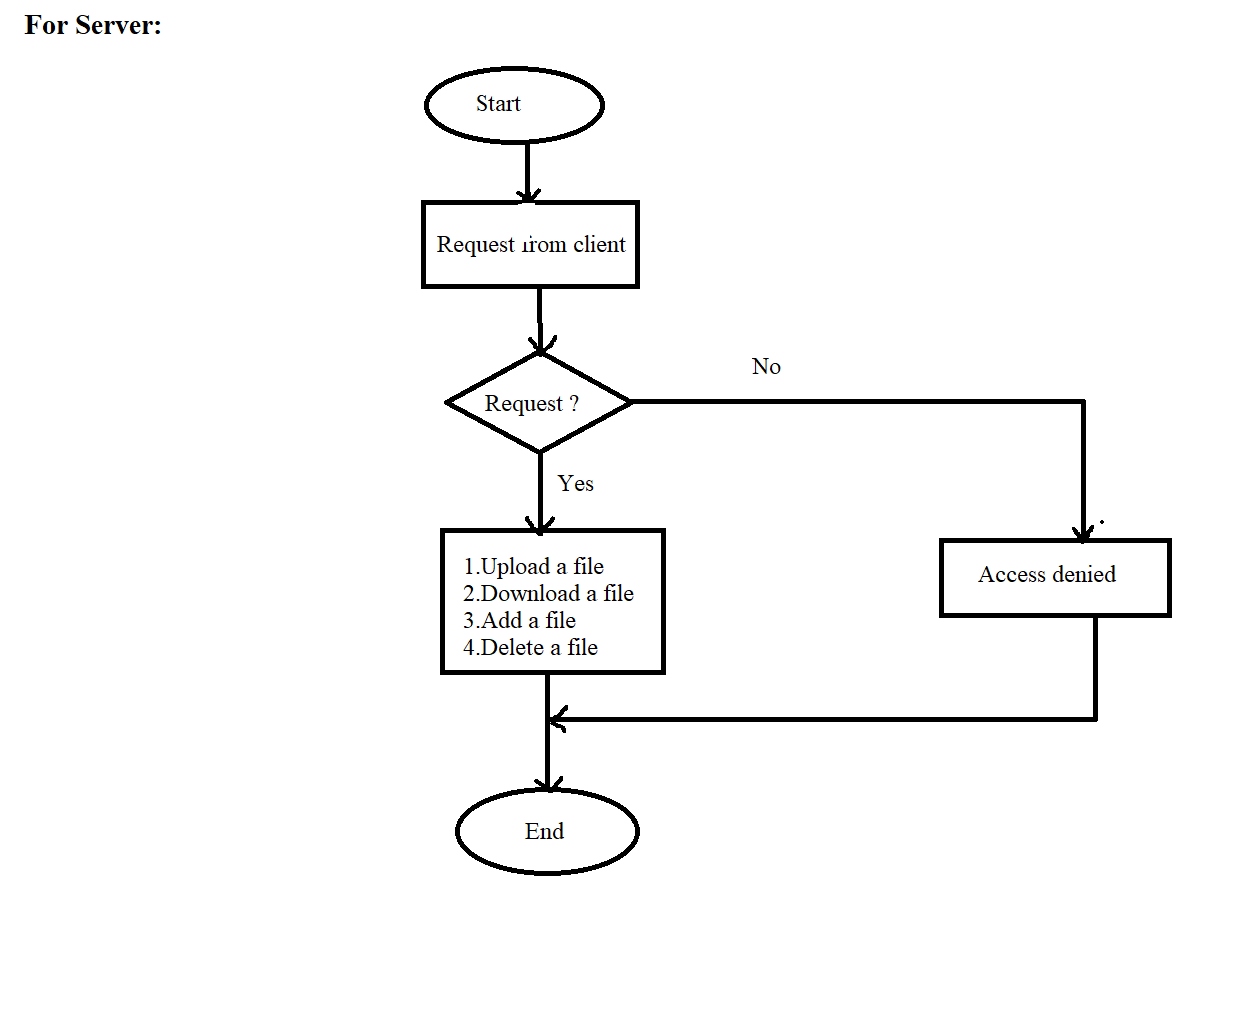 For Server:
Start
Request from client
No
Request ?
Yes
1.Upload a file
2.Download a file
3.Add a file
4.Delete a file
Access denied
End